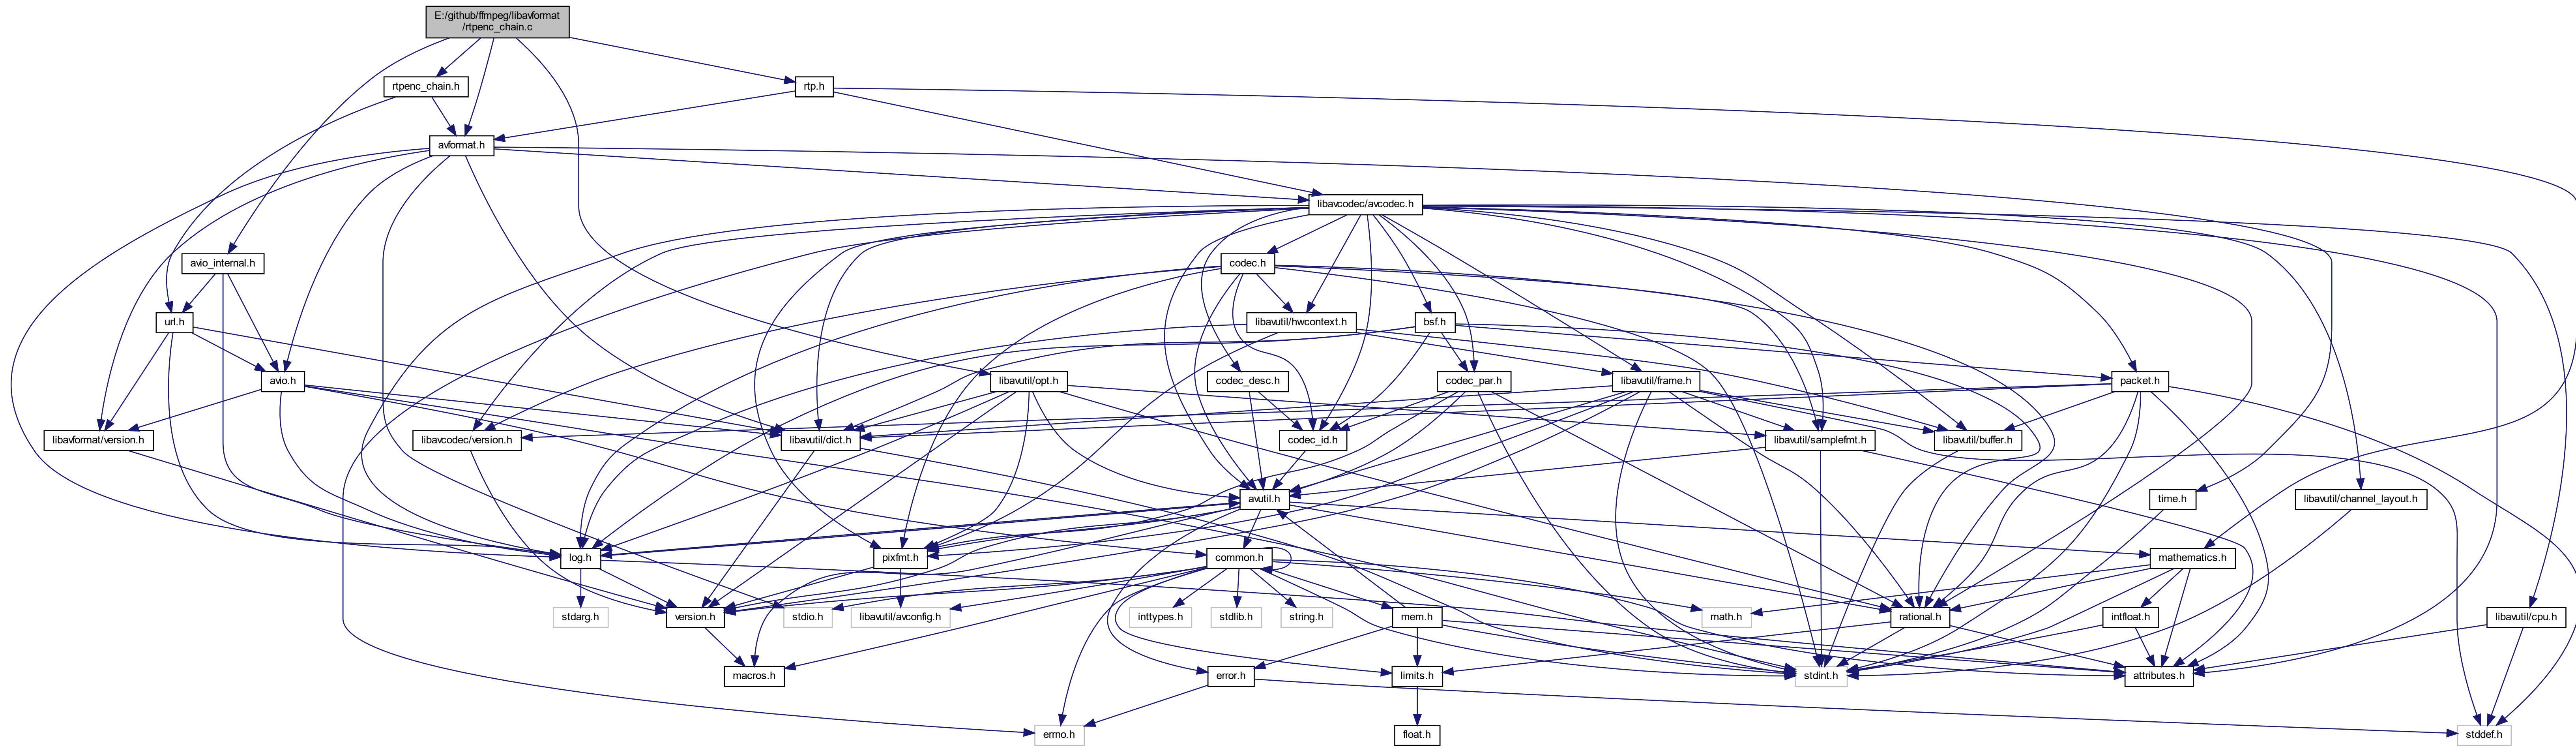 E:/github/ffmpeg/libavformat
/rtpenc_chain.c
rtpenc_chain.h
rtp.h
avformat.h
libavcodec/avcodec.h
avio_internal.h
codec.h
url.h
libavutil/hwcontext.h
bsf.h
avio.h
libavutil/opt.h
codec_desc.h
codec_par.h
libavutil/frame.h
packet.h
libavformat/version.h
libavcodec/version.h
libavutil/dict.h
codec_id.h
libavutil/samplefmt.h
libavutil/buffer.h
avutil.h
time.h
libavutil/channel_layout.h
log.h
pixfmt.h
common.h
mathematics.h
stdarg.h
version.h
stdio.h
libavutil/avconfig.h
inttypes.h
stdlib.h
string.h
mem.h
math.h
rational.h
intfloat.h
libavutil/cpu.h
macros.h
error.h
limits.h
stdint.h
attributes.h
errno.h
float.h
stddef.h